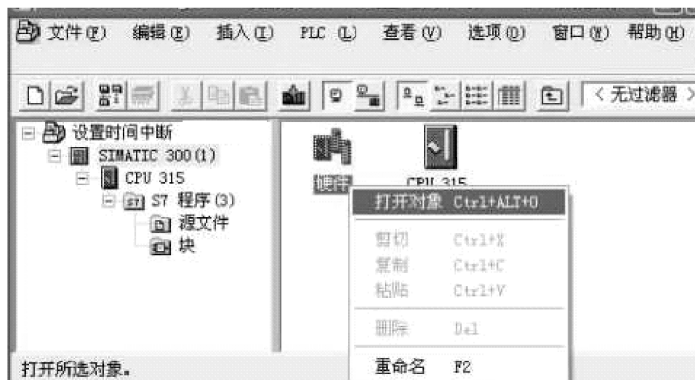 文件(F) 编辑(E) 插入(I) PLC (L) 查看(V) 选项(O) 窗口(W) 帮助(H)
< 无过滤器 >
设置时间中断
SIMATIC 300(1)
CPU 315
S7 程序(3)
源文件
块
硬件
CPU 315
打开对象 Ctrl+ALT+O
剪切 Ctrl+X
复制 Ctrl+C
粘贴 Ctrl+V
删除 Del
重命名 F2
打开所选对象。